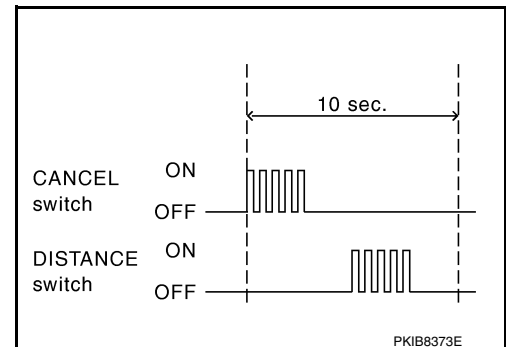 10 sec.
CANCEL
switch
ON
OFF
DISTANCE
switch
ON
OFF
PKIB8373E